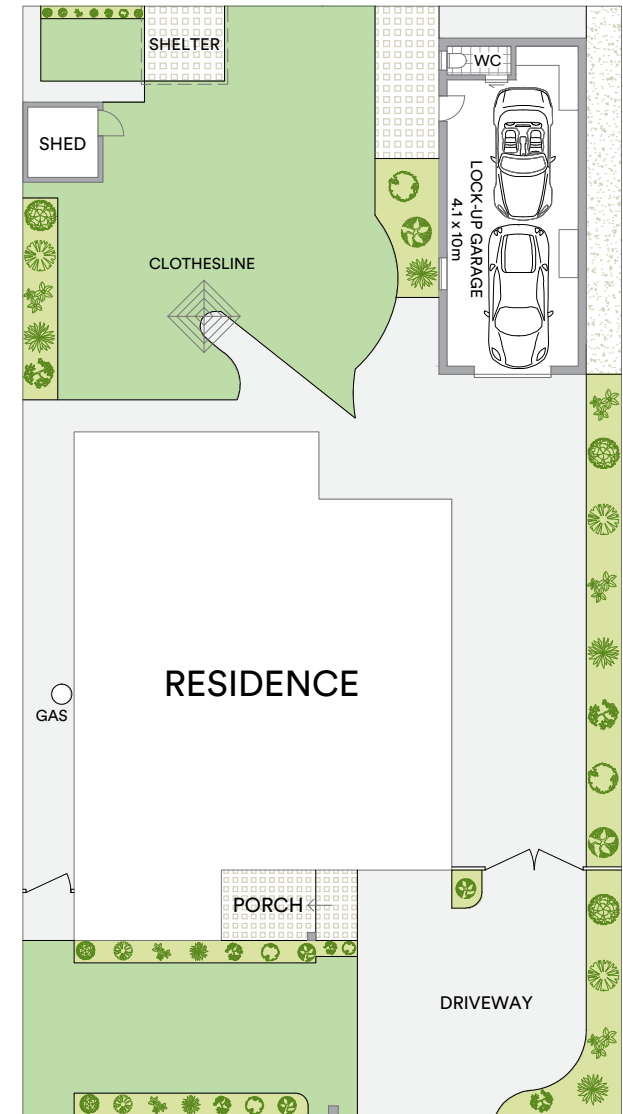 SHELTER
WC
SHED
LOCK-UP GARAGE
4.1 x 10m
CLOTHESLINE
RESIDENCE
GAS
PORCH
DRIVEWAY